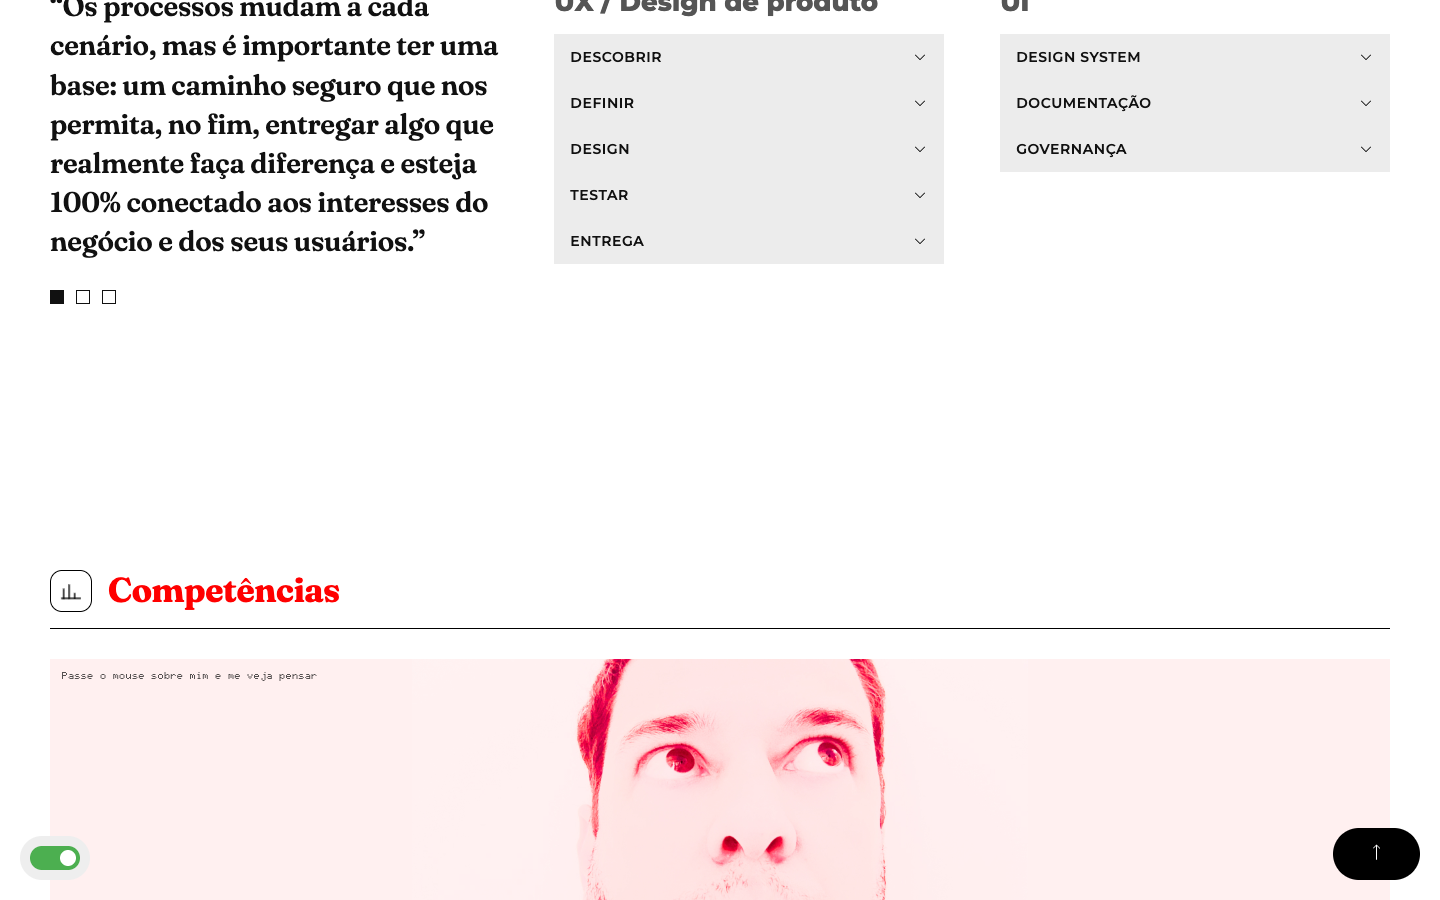 “Os processos mudam a cada
cenário, mas é importante ter uma
base: um caminho seguro que nos
permita, no fim, entregar algo que
realmente faça diferença e esteja
100% conectado aos interesses do
negócio e dos seus usuários.”
UX / Design de produto
DESCOBRIR
DEFINIR
DESIGN
TESTAR
ENTREGA
UI
DESIGN SYSTEM
DOCUMENTAÇÃO
GOVERNANÇA
Competências
Passe o mouse sobre mim e me veja pensar
↑